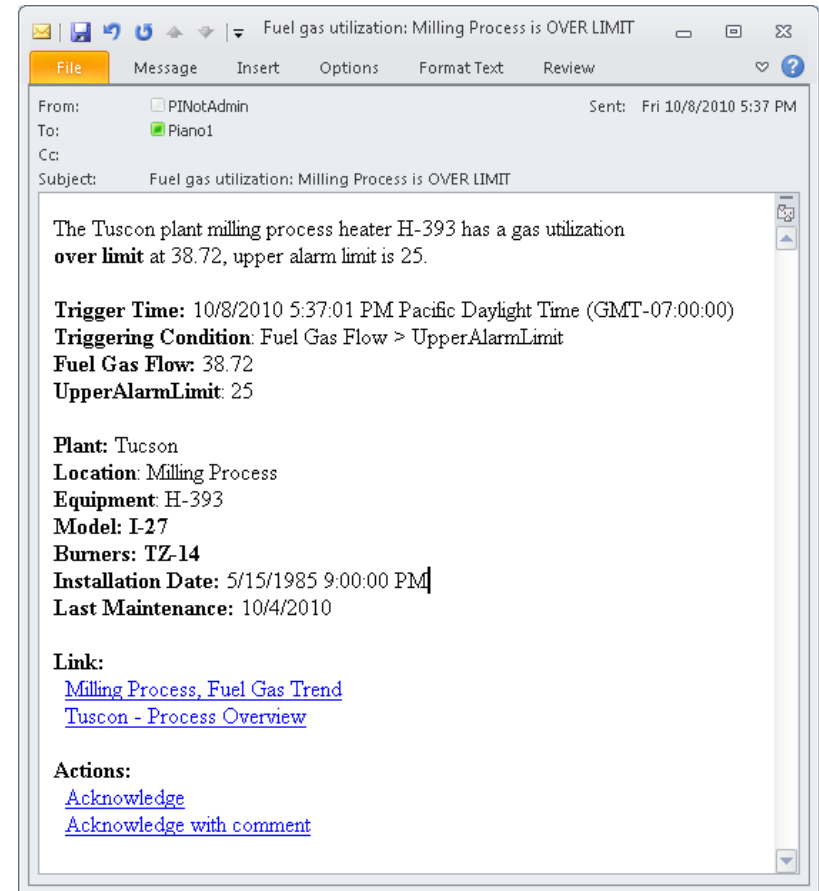 Fuel gas utilization: Milling Process is OVER LIMIT
File Message Insert Options Format Text Review
From: PINotAdmin Sent: Fri 10/8/2010 5:37 PM
To: Piano1
Cc:
Subject: Fuel gas utilization: Milling Process is OVER LIMIT
The Tuscon plant milling process heater H-393 has a gas utilization
over limit at 38.72, upper alarm limit is 25.
Trigger Time: 10/8/2010 5:37:01 PM Pacific Daylight Time (GMT-07:00:00)
Triggering Condition: Fuel Gas Flow > UpperAlarmLimit
Fuel Gas Flow: 38.72
UpperAlarmLimit: 25
Plant: Tucson
Location: Milling Process
Equipment: H-393
Model: I-27
Burners: TZ-14
Installation Date: 5/15/1985 9:00:00 PM
Last Maintenance: 10/4/2010
Link:
Milling Process, Fuel Gas Trend
Tuscon - Process Overview
Actions:
Acknowledge
Acknowledge with comment